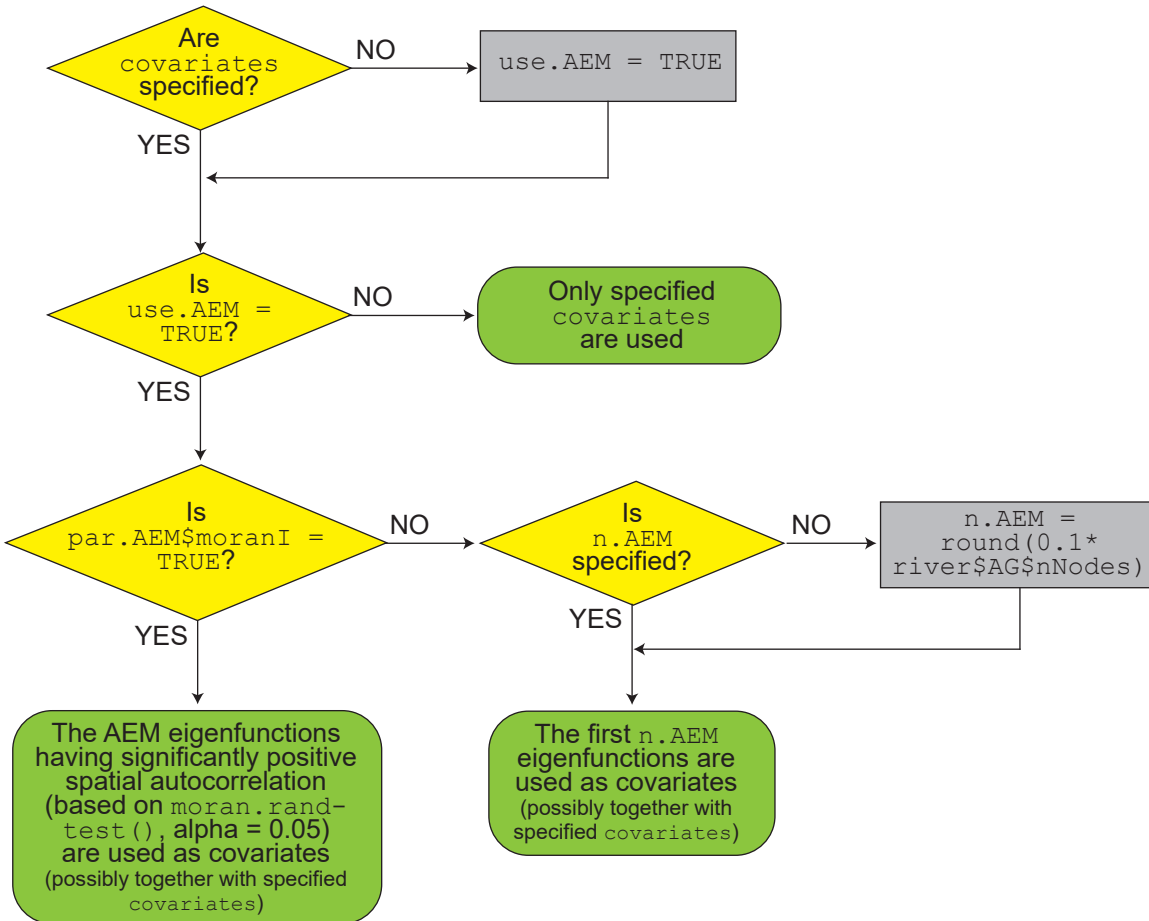 Are
covariates
specified?
NO
use.AEM = TRUE
YES
Is
use.AEM =
TRUE?
NO
Only specified
covariates
are used
YES
Is
par.AEM$moranI =
TRUE?
NO
Is
n.AEM
specified?
NO
n.AEM =
round(0.1*
river$AG$nNodes)
YES
YES
The AEM eigenfunctions
having significantly positive
spatial autocorrelation
(based on moran.rand-
test(), alpha = 0.05)
are used as covariates
(possibly together with specified
covariates)
The first n.AEM
eigenfunctions are
used as covariates
(possibly together with
specified covariates)